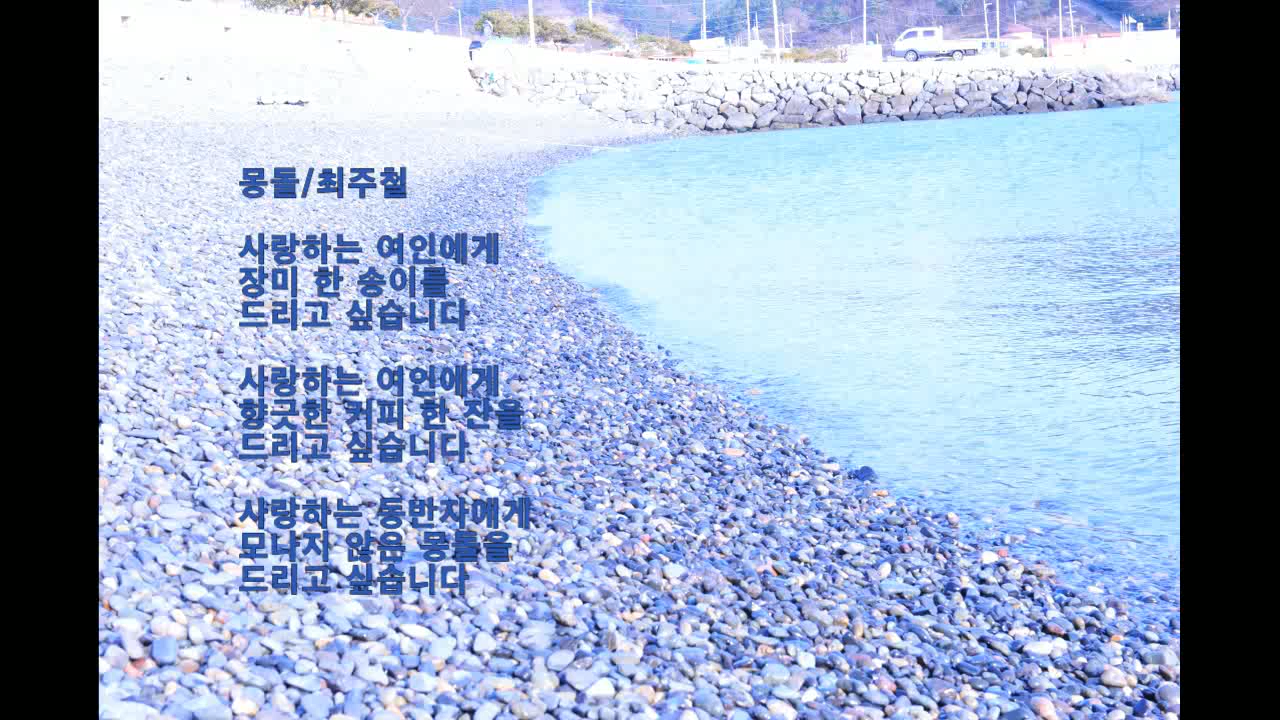 몽돌/최주철
사랑하는 여인에게
장미 한 송이를
드리고 싶습니다
사랑하는 여인에게
향긋한 커피 한 잔을
드리고 싶습니다
사랑하는 동반자에게
모나지 않은 몽돌을
드리고 싶습니다